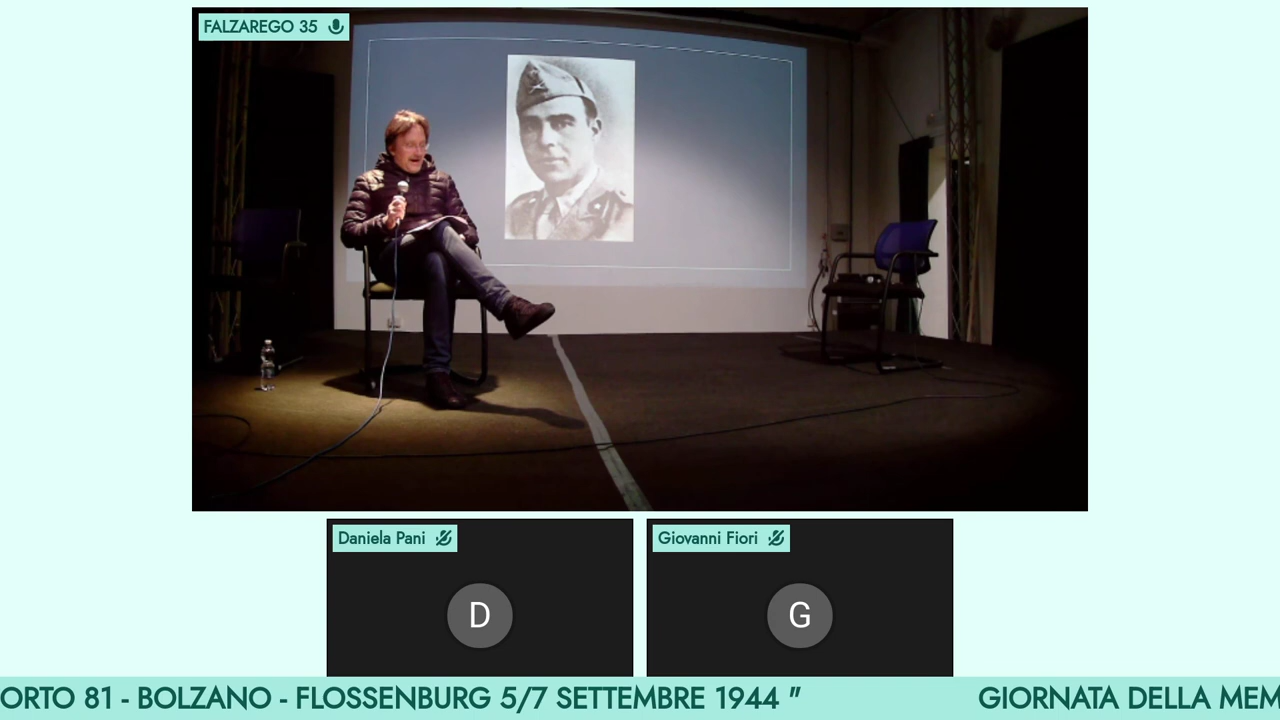 FALZAREGO 35
Daniela Pani
Giovanni Fiori
D
G
ORTO 81 - BOLZANO - FLOSSENBURG 5/7 SETTEMBRE 1944 " GIORNATA DELLA MEM